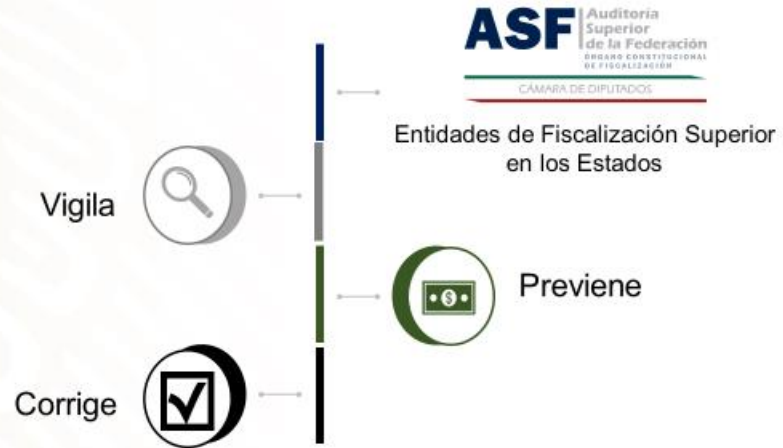 ASF
Auditoría
Superior
de la Federación
ÓRGANO CONSTITUCIONAL
DE FISCALIZACIÓN
CÁMARA DE DIPUTADOS
Entidades de Fiscalización Superior
en los Estados
Vigila
Previene
Corrige